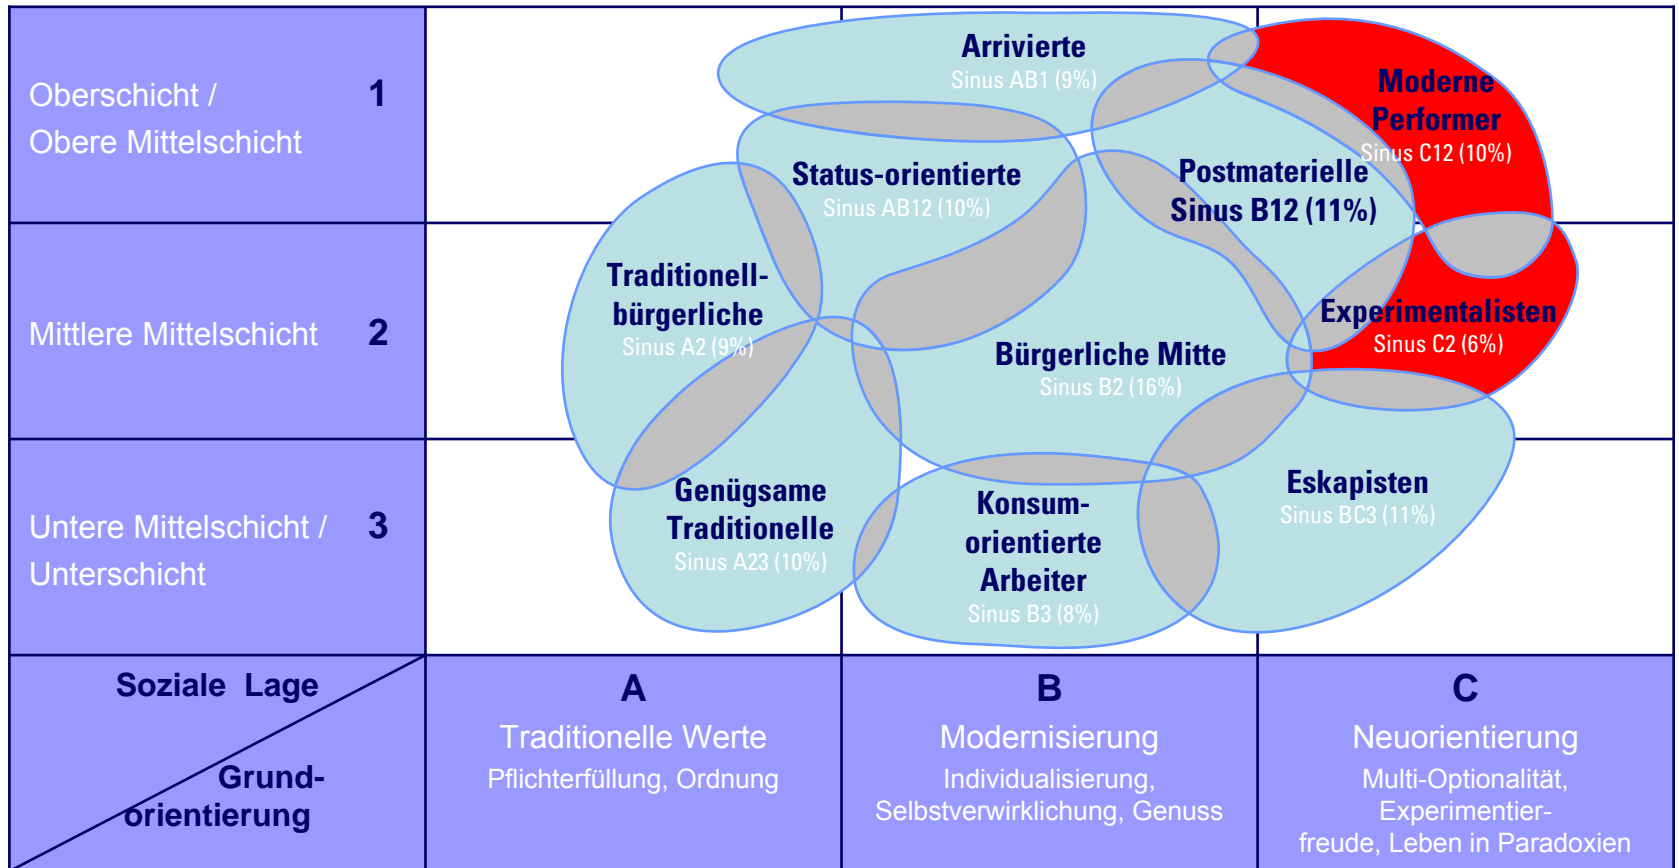 Oberschicht / 1
Obere Mittelschicht
Mittlere Mittelschicht 2
Untere Mittelschicht / 3
Unterschicht
Arrivierte
Sinus AB1 (9%)
Moderne
Performer
Sinus C12 (10%)
Status-orientierte
Sinus AB12 (10%)
Postmaterielle
Sinus B12 (11%)
Traditionell-
bürgerliche
Sinus A2 (9%)
Bürgerliche Mitte
Sinus B2 (16%)
Experimentalisten
Sinus C2 (6%)
Genügsame
Traditionelle
Sinus A23 (10%)
Konsum-
orientierte
Arbeiter
Sinus B3 (8%)
Eskapisten
Sinus BC3 (11%)
Soziale Lage
Grund-
orientierung
A
Traditionelle Werte
Pflichterfüllung, Ordnung
B
Modernisierung
Individualisierung,
Selbstverwirklichung, Genuss
C
Neuorientierung
Multi-Optionalität,
Experimentier-
freude, Leben in Paradoxien